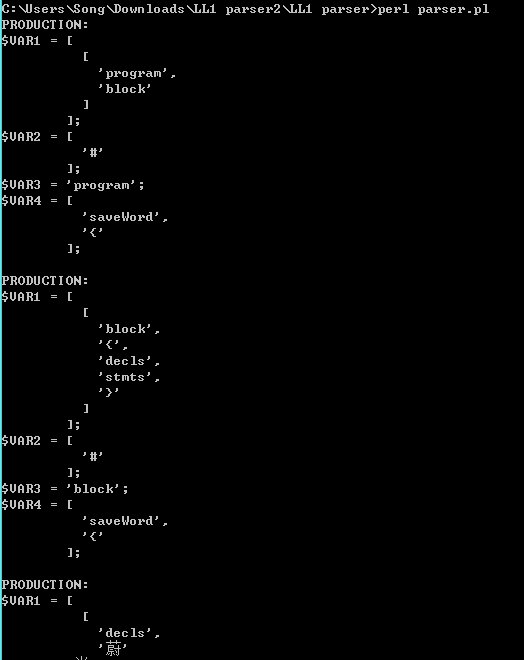 C:\Users\Song\Downloads\LL1 parser2\LL1 parser>perl parser.pl
PRODUCTION:
$VAR1 = [
          [
            'program',
            'block'
          ]
        ];
$VAR2 = [
          '#'
        ];
$VAR3 = 'program';
$VAR4 = [
          'saveWord',
          '{'
        ];

PRODUCTION:
$VAR1 = [
          [
            'block',
            '{',
            'decls',
            'stmts',
            '}'
          ]
        ];
$VAR2 = [
          '#'
        ];
$VAR3 = 'block';
$VAR4 = [
          'saveWord',
          '{'
        ];

PRODUCTION:
$VAR1 = [
          [
            'decls',
            '蔚'